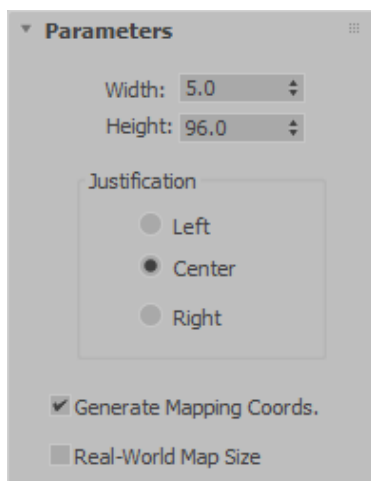 Parameters
Width: 5.0
Height: 96.0
Justification
Left
Center
Right
Generate Mapping Coords.
Real-World Map Size